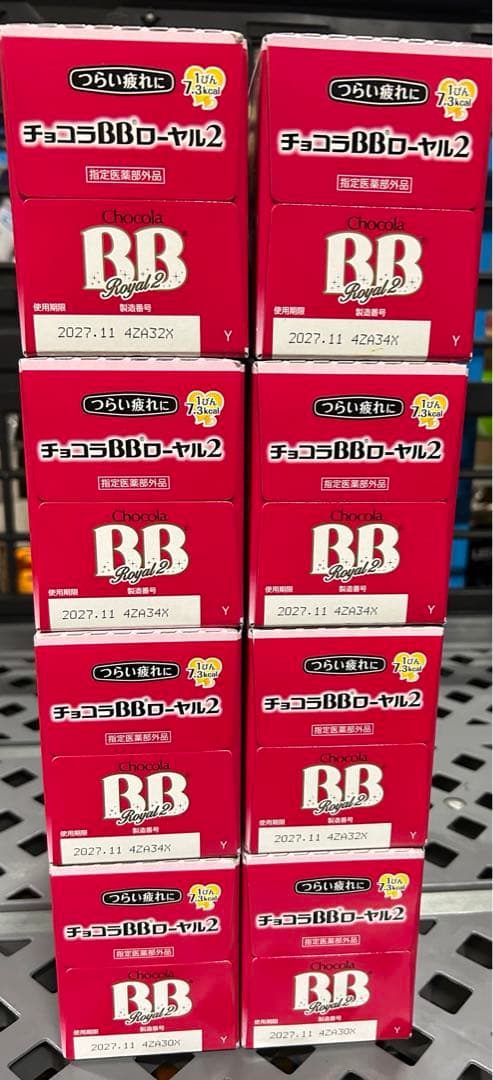 つらい疲れに
1びん
7.3kcal
チョコラBB®ローヤル2
指定医薬部外品
Chocola
BB®
Royal 2
使用期限 製造番号
2027.11 4ZA32X
Y
つらい疲れに
1びん
7.3kcal
チョコラBB®ローヤル2
指定医薬部外品
Chocola
BB®
Royal 2
使用期限 製造番号
2027.11 4ZA34X
Y
つらい疲れに
1びん
7.3kcal
チョコラBB®ローヤル2
指定医薬部外品
Chocola
BB®
Royal 2
使用期限 製造番号
2027.11 4ZA34X
Y
つらい疲れに
1びん
7.3kcal
チョコラBB®ローヤル2
指定医薬部外品
Chocola
BB®
Royal 2
使用期限 製造番号
2027.11 4ZA34X
Y
つらい疲れに
1びん
7.3kcal
チョコラBB®ローヤル2
指定医薬部外品
Chocola
BB®
Royal 2
使用期限 製造番号
2027.11 4ZA34X
Y
つらい疲れに
1びん
7.3kcal
チョコラBB®ローヤル2
指定医薬部外品
Chocola
BB®
Royal 2
使用期限 製造番号
2027.11 4ZA32X
Y
つらい疲れに
1びん
7.3kcal
チョコラBB®ローヤル2
指定医薬部外品
Chocola
BB®
Royal 2
使用期限 製造番号
2027.11 4ZA30X
Y
つらい疲れに
1びん
7.3kcal
チョコラBB®ローヤル2
指定医薬部外品
Chocola
BB®
Royal 2
使用期限 製造番号
2027.11 4ZA30X
Y